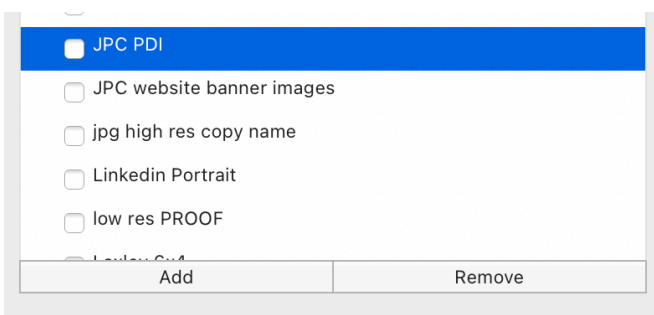 JPC PDI
JPC website banner images
jpg high res copy name
Linkedin Portrait
low res PROOF
Add
Remove